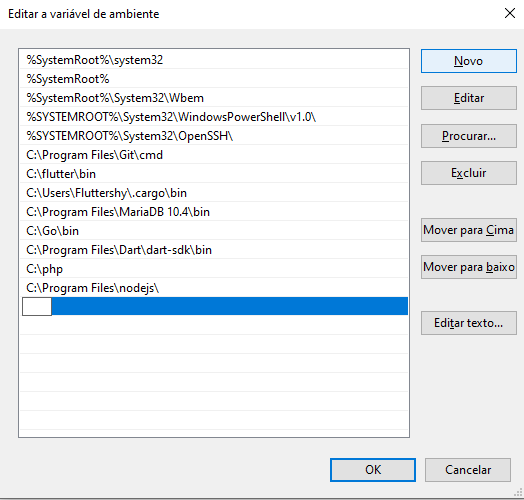 Editar a variável de ambiente
%SystemRoot%\system32
%SystemRoot%
%SystemRoot%\System32\Wbem
%SYSTEMROOT%\System32\WindowsPowerShell\v1.0\
%SYSTEMROOT%\System32\OpenSSH\
C:\Program Files\Git\cmd
C:\flutter\bin
C:\Users\Fluttershy\.cargo\bin
C:\Program Files\MariaDB 10.4\bin
C:\Go\bin
C:\Program Files\Dart\dart-sdk\bin
C:\php
C:\Program Files\nodejs\
Novo
Editar
Procurar...
Excluir
Mover para Cima
Mover para baixo
Editar texto...
OK
Cancelar